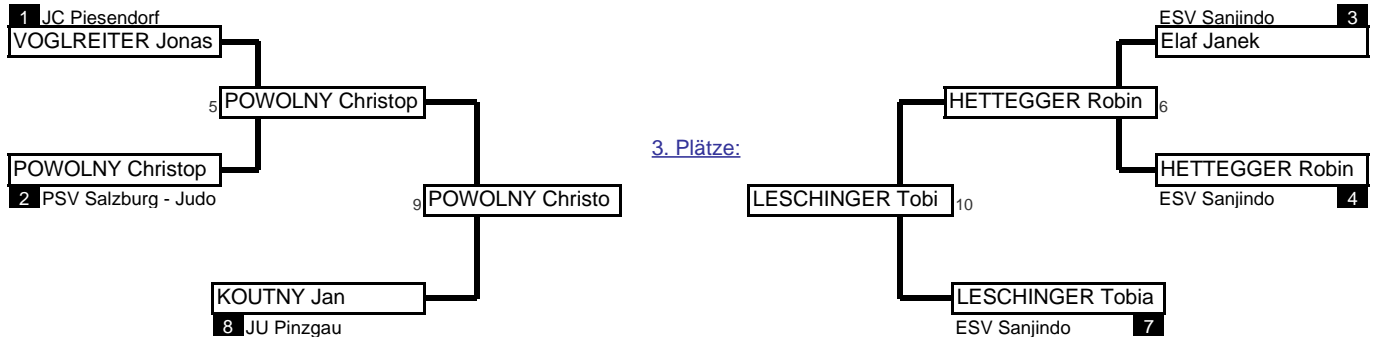 1 JC Piesendorf
VOGLREITER Jonas
5 POWOLNY Christop
POWOLNY Christop
2 PSV Salzburg - Judo
9 POWOLNY Christo
KOUTNY Jan
8 JU Pinzgau
3. Plätze:
ESV Sanjindo 3
Elaf Janek
HETTEGGER Robin 6
HETTEGGER Robin
ESV Sanjindo 4
LESCHINGER Tobi 10
LESCHINGER Tobia
ESV Sanjindo 7